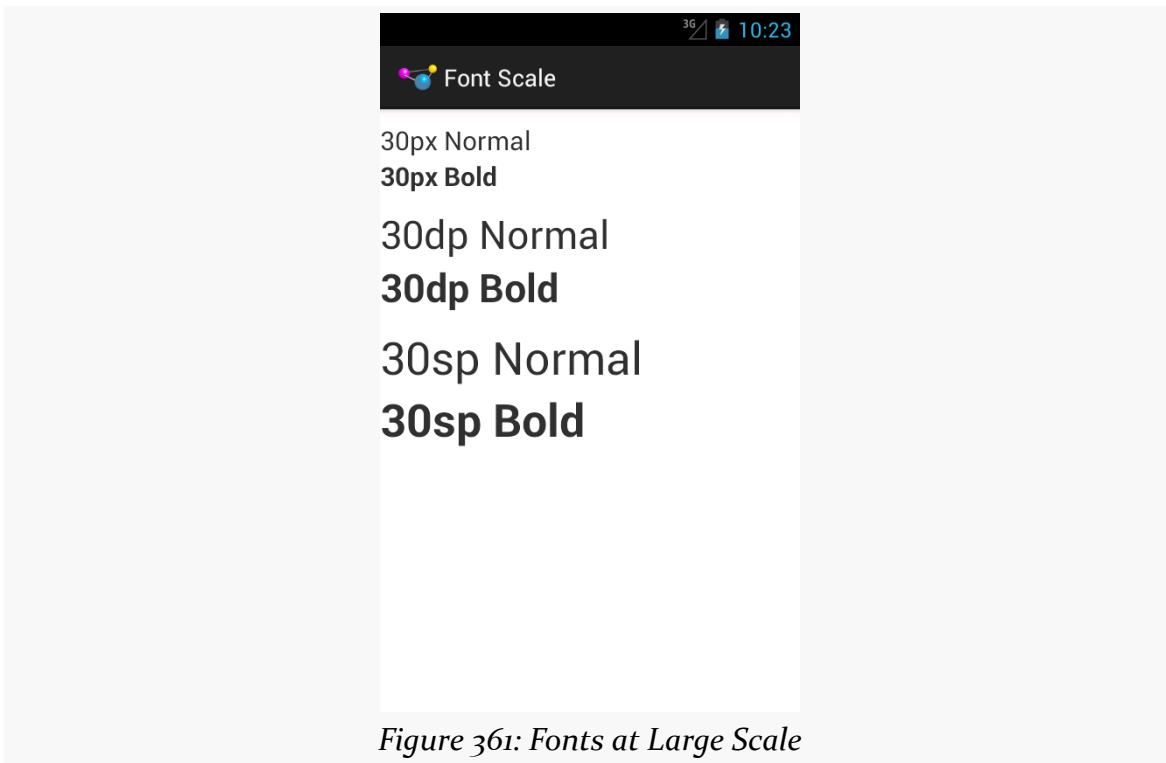 3G 10:23
Font Scale
30px Normal
30px Bold
30dp Normal
30dp Bold
30sp Normal
30sp Bold
Figure 361: Fonts at Large Scale